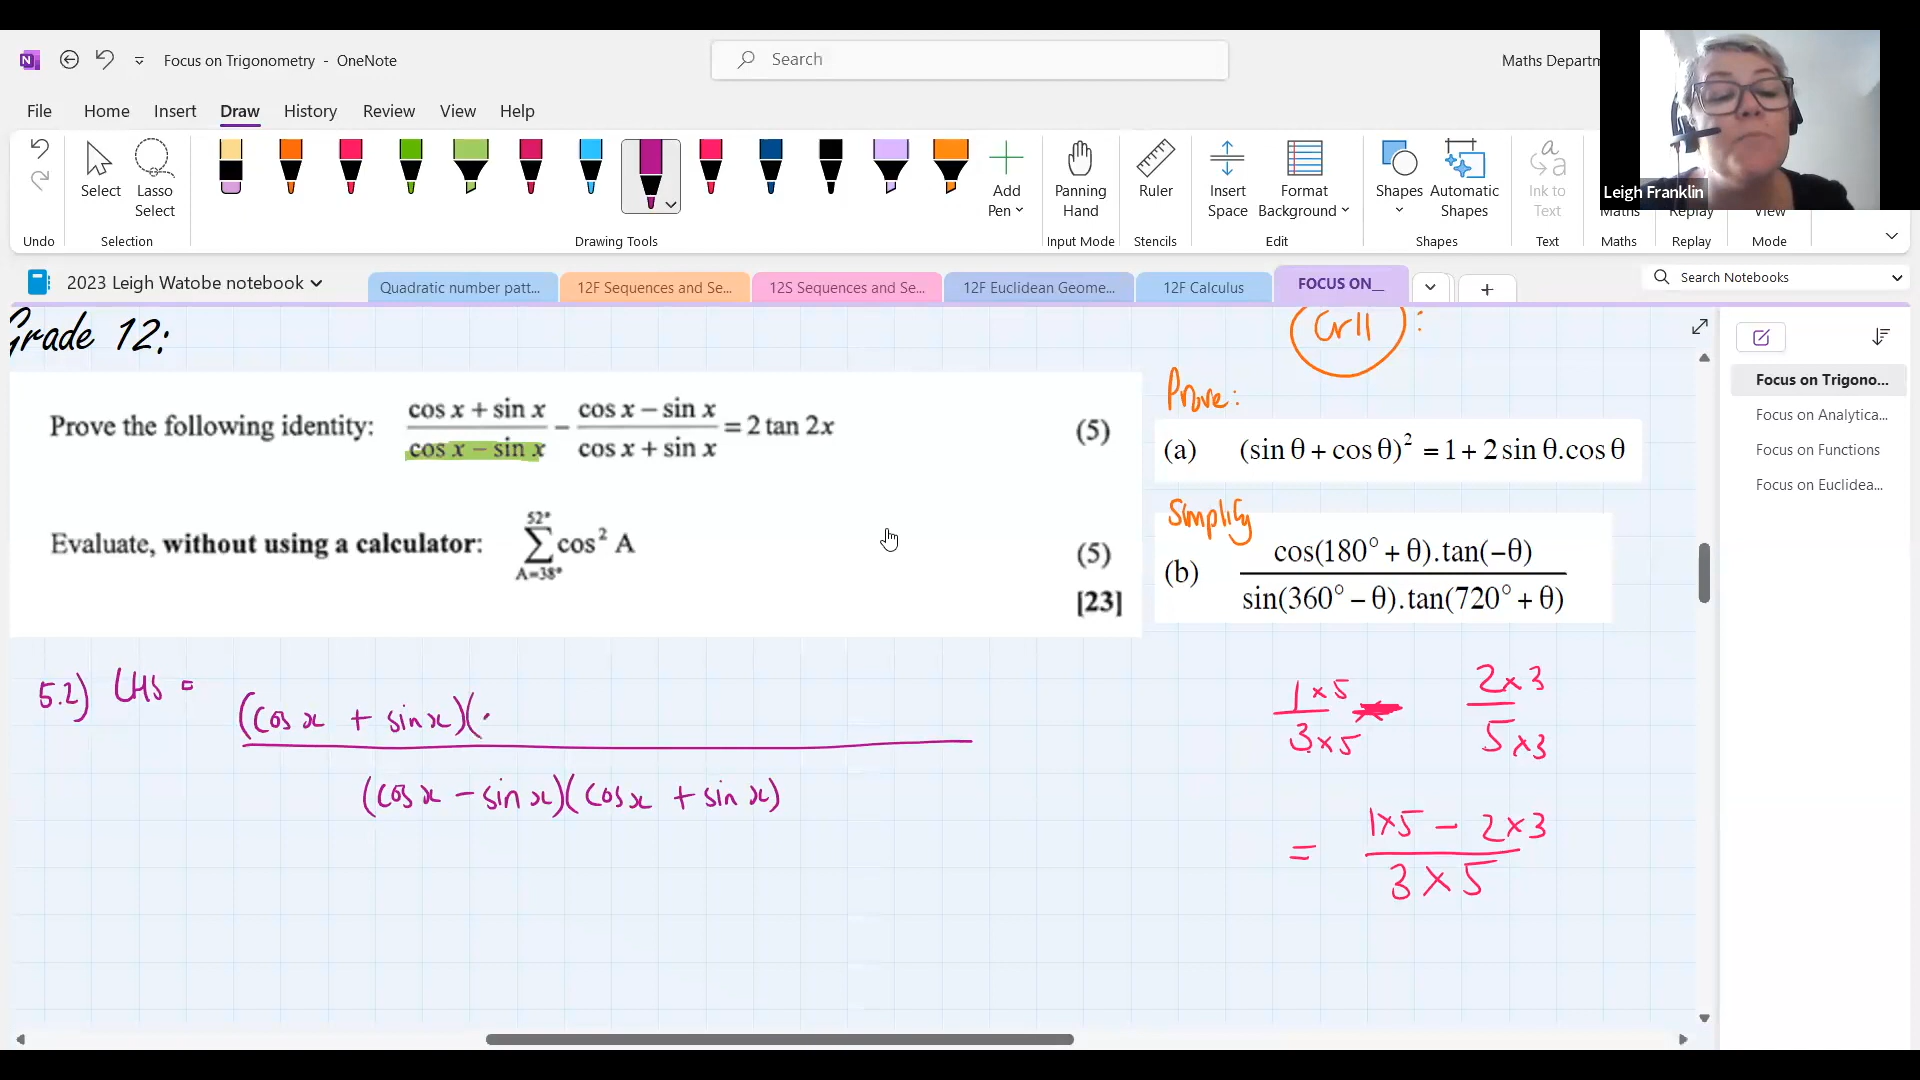 Focus on Trigonometry - OneNote
Search
Maths Departm
File Home Insert Draw History Review View Help
Select
Lasso Select
Add Pen
Panning Hand
Ruler
Insert Space
Format Background
Shapes
Automatic Shapes
Ink to Text
Maths
Replay
View
Leigh Franklin
Undo Selection Drawing Tools Input Mode Stencils Edit Shapes Text Maths Replay Mode
2023 Leigh Watobe notebook
Quadratic number patt...
12F Sequences and Se...
12S Sequences and Se...
12F Euclidean Geome...
12F Calculus
FOCUS ON__
+
Search Notebooks
Focus on Trigono...
Focus on Analytica...
Focus on Functions
Focus on Euclidea...
Grade 12:
Prove the following identity: (cos x + sin x)/(cos x − sin x) − (cos x − sin x)/(cos x + sin x) = 2 tan 2x (5)
Evaluate, without using a calculator: ∑_{A=38°}^{52°} cos² A (5)
[23]
Gr11 :
Prove:
(a) (sin θ + cos θ)² = 1 + 2 sin θ.cos θ
Simplify
(b) cos(180° + θ).tan(−θ)
sin(360° − θ).tan(720° + θ)
5.2) LHS =
(cos x + sin x)(
(cos x − sin x)(cos x + sin x)
1 × 5
3 × 5
2 × 3
5 × 3
= 1×5 − 2×3
3 × 5